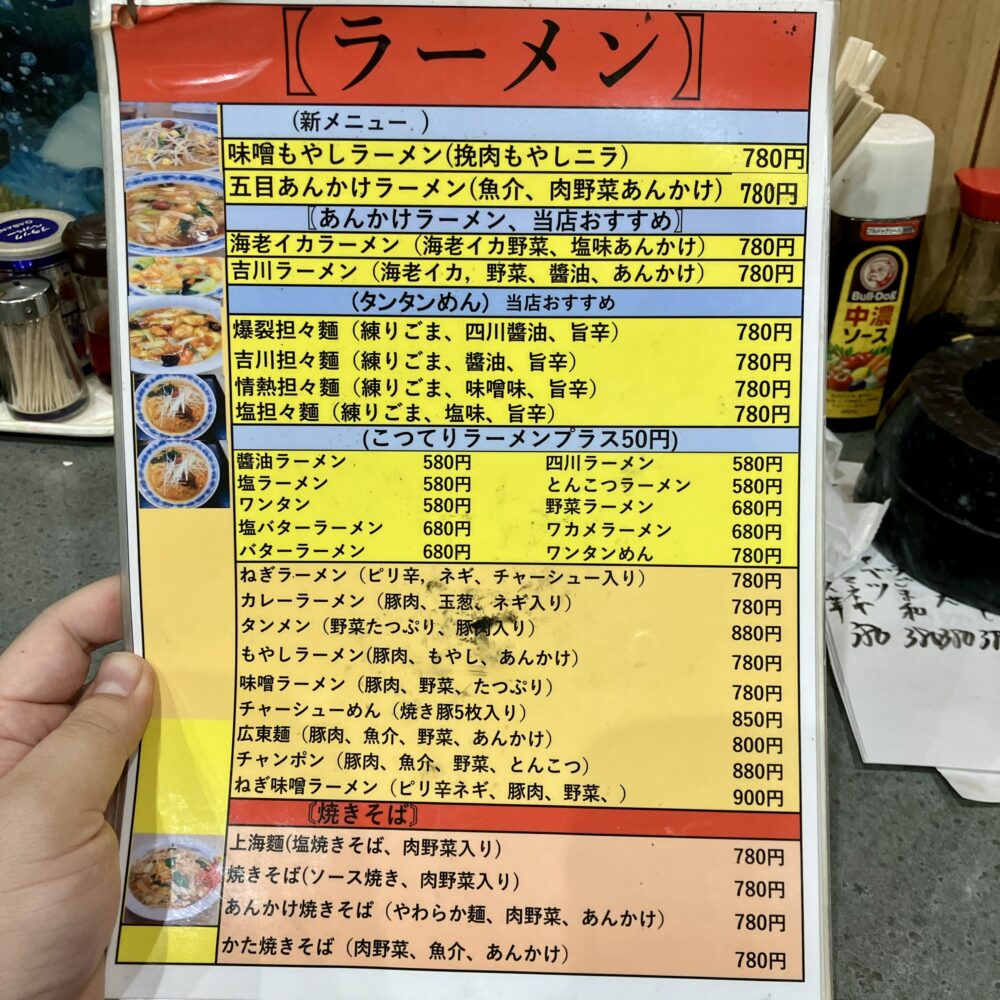 【ラーメン】
(新メニュー )
味噌もやしラーメン(挽肉もやしニラ) 780円
五目あんかけラーメン(魚介、肉野菜あんかけ) 780円
【あんかけラーメン、当店おすすめ】
海老イカラーメン（海老イカ野菜、塩味あんかけ） 780円
吉川ラーメン（海老イカ, 野菜、醬油、あんかけ） 780円
(タンタンめん) 当店おすすめ
爆裂担々麺（練りごま、四川醬油、旨辛） 780円
吉川担々麺（練りごま、醬油、旨辛） 780円
情熱担々麺（練りごま、味噌味、旨辛） 780円
塩担々麺（練りごま、塩味、旨辛） 780円
(こつてりラーメンプラス50円)
醬油ラーメン 580円 四川ラーメン 580円
塩ラーメン 580円 とんこつラーメン 580円
ワンタン 580円 野菜ラーメン 680円
塩バターラーメン 680円 ワカメラーメン 680円
バターラーメン 680円 ワンタンめん 780円
ねぎラーメン（ピリ辛, ネギ、チャーシュー入り） 780円
カレーラーメン（豚肉、玉葱、ネギ入り） 780円
タンメン（野菜たっぷり、豚肉入り） 880円
もやしラーメン(豚肉、もやし、あんかけ) 780円
味噌ラーメン（豚肉、野菜、たっぷり） 780円
チャーシューめん（焼き豚5枚入り） 850円
広東麺（豚肉、魚介、野菜、あんかけ） 800円
チャンポン（豚肉、魚介、野菜、とんこつ） 880円
ねぎ味噌ラーメン（ピリ辛ネギ、豚肉、野菜、） 900円
【焼きそば】
上海麺(塩焼きそば、肉野菜入り) 780円
焼きそば(ソース焼き、肉野菜入り) 780円
あんかけ焼きそば（やわらか麺、肉野菜、あんかけ） 780円
かた焼きそば（肉野菜、魚介、あんかけ） 780円
ブルドックソース
Bull-Dog
中濃
ソース
380